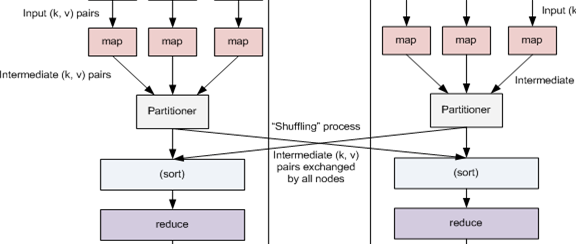 Input (k, v) pairs
Input (k
map
map
map
map
map
map
Intermediate (k, v) pairs
Intermediate
Partitioner
Partitioner
“Shuffling” process
Intermediate (k, v)
pairs exchanged
by all nodes
(sort)
(sort)
reduce
reduce